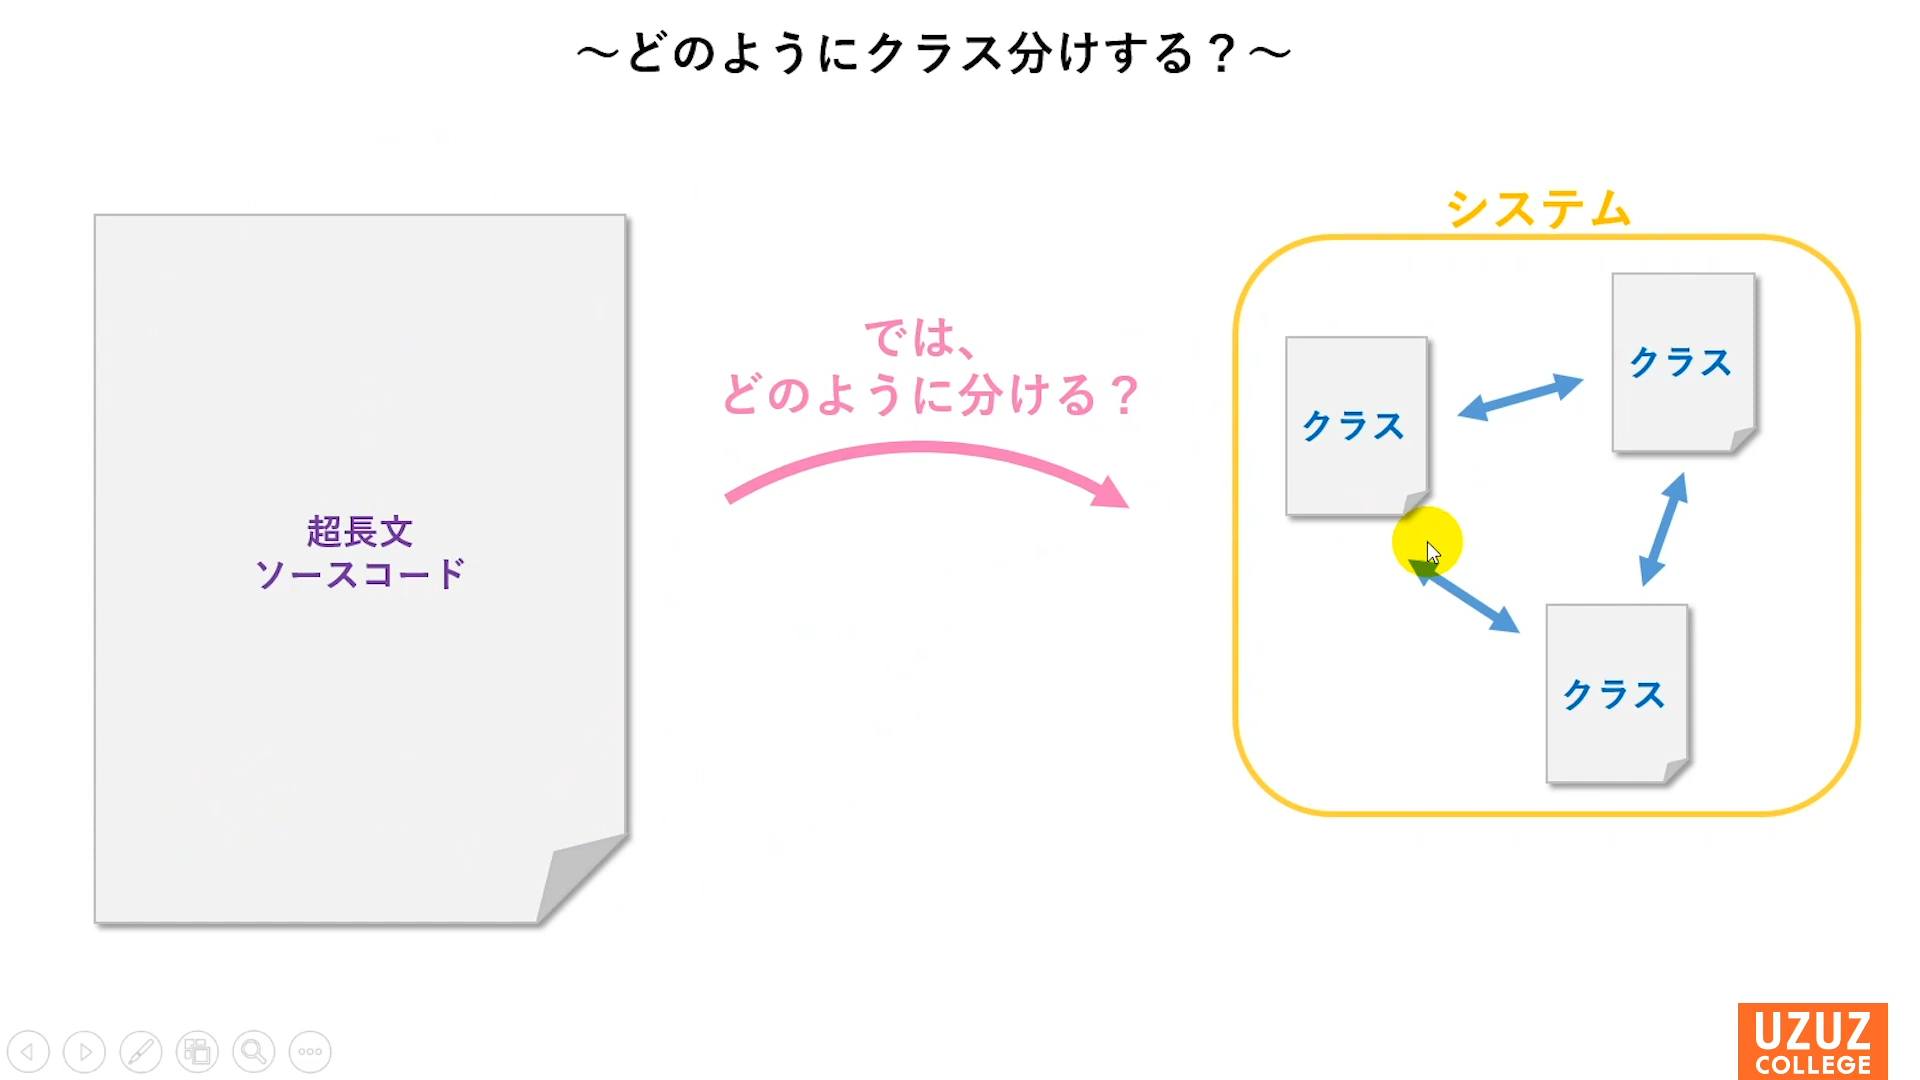 ～どのようにクラス分けする？～
システム
では、
どのように分ける？
クラス
クラス
クラス
超長文
ソースコード
UZUZ
COLLEGE